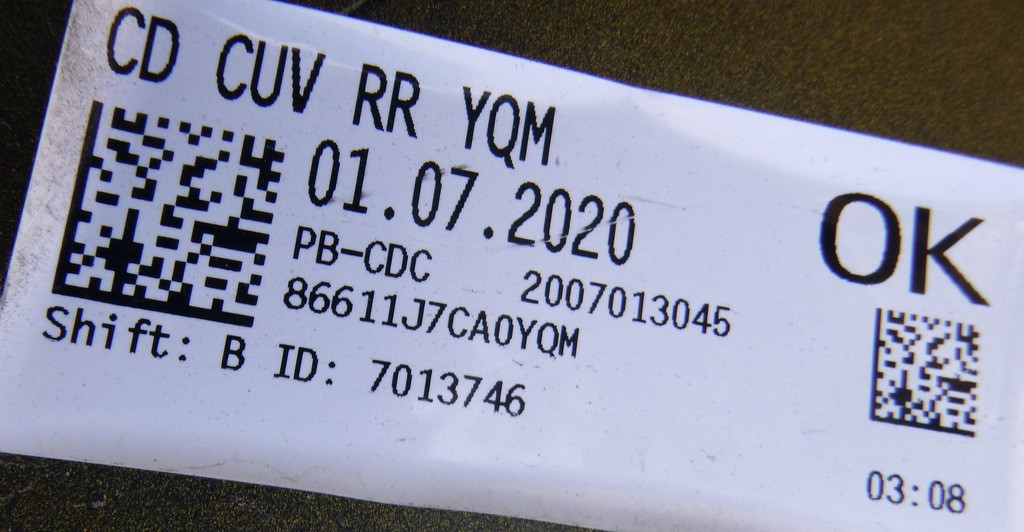 CD CUV RR YQM
01.07.2020
OK
PB-CDC 2007013045
86611J7CA0YQM
Shift: B ID: 7013746
03:08